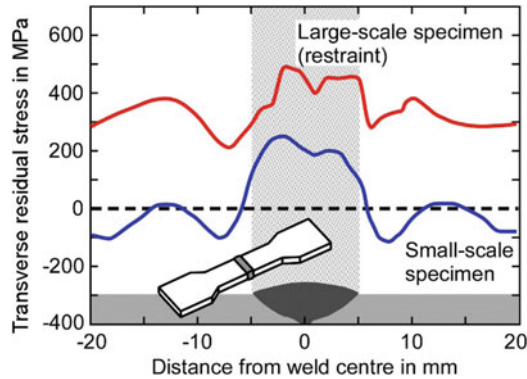 Transverse residual stress in MPa
600
400
200
0
-200
-400
Large-scale specimen
(restraint)
Small-scale
specimen
-20
-10
0
10
20
Distance from weld centre in mm